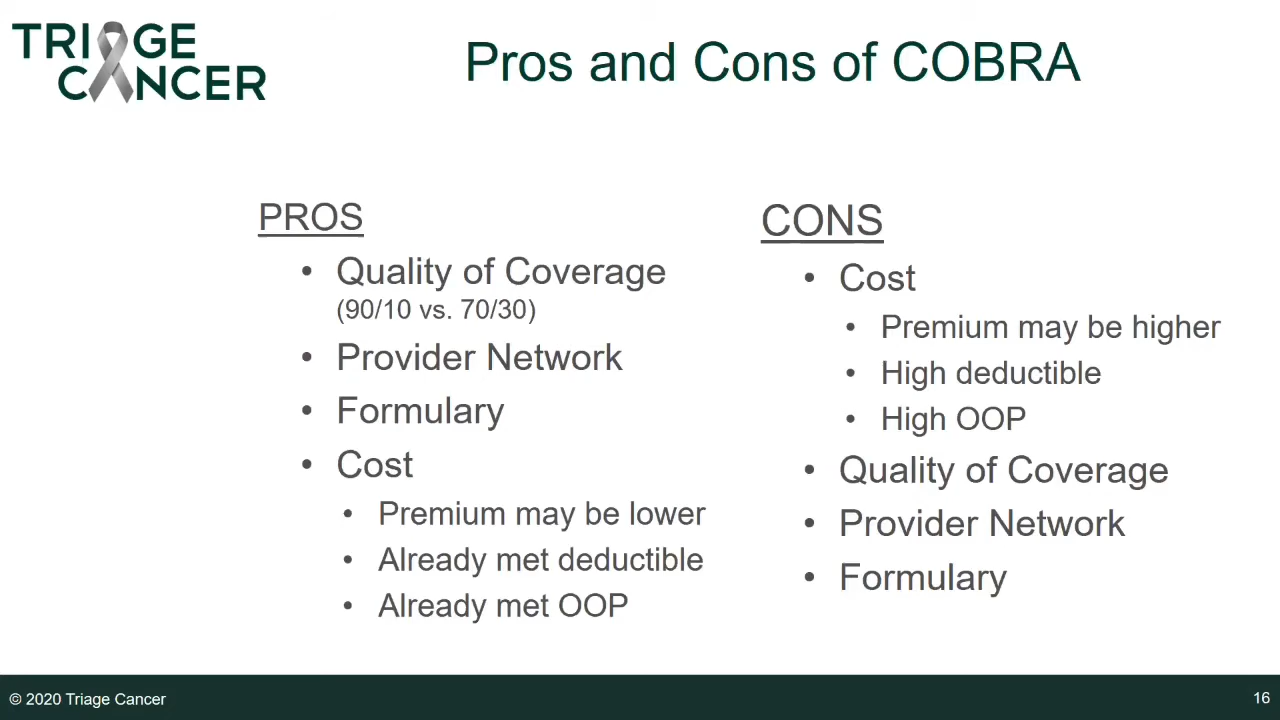 TRIAGE
CANCER
Pros and Cons of COBRA
PROS
• Quality of Coverage
(90/10 vs. 70/30)
• Provider Network
• Formulary
• Cost
• Premium may be lower
• Already met deductible
• Already met OOP
CONS
• Cost
• Premium may be higher
• High deductible
• High OOP
• Quality of Coverage
• Provider Network
• Formulary
© 2020 Triage Cancer
16